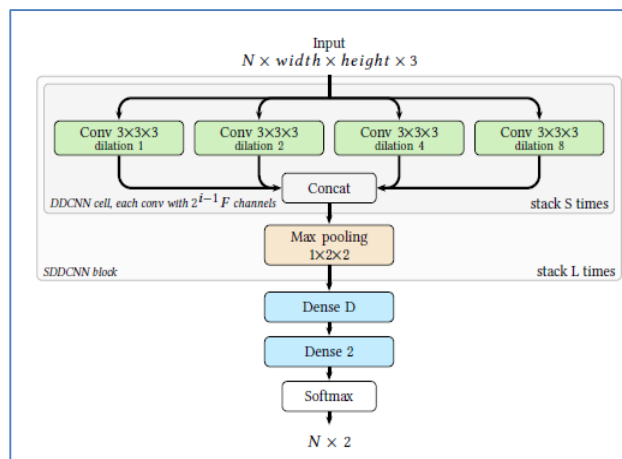 Input
N × width × height × 3
Conv 3×3×3 Conv 3×3×3 Conv 3×3×3 Conv 3×3×3
dilation 1 dilation 2 dilation 4 dilation 8
Concat
DDCNN cell, each conv with 2^{i−1} F channels stack S times
Max pooling
1×2×2
SDDCNN block stack L times
Dense D
Dense 2
Softmax
N × 2